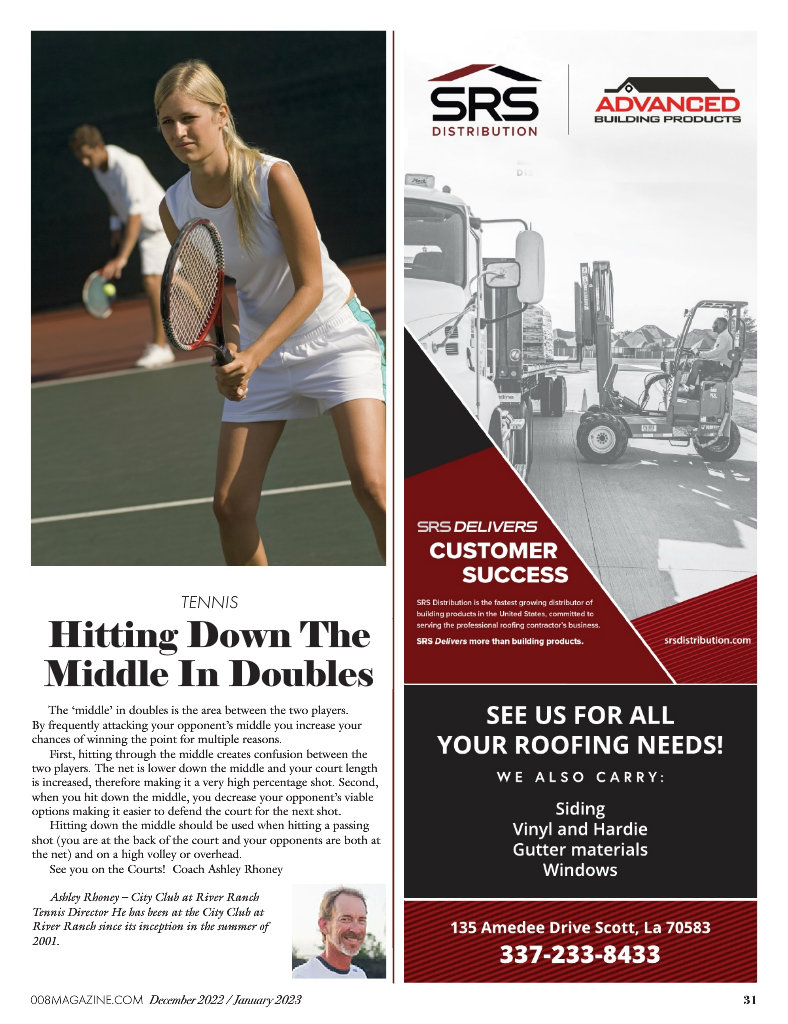 TENNIS
Hitting Down The
Middle In Doubles
The ‘middle’ in doubles is the area between the two players.
By frequently attacking your opponent’s middle you increase your
chances of winning the point for multiple reasons.
First, hitting through the middle creates confusion between the
two players. The net is lower down the middle and your court length
is increased, therefore making it a very high percentage shot. Second,
when you hit down the middle, you decrease your opponent’s viable
options making it easier to defend the court for the next shot.
Hitting down the middle should be used when hitting a passing
shot (you are at the back of the court and your opponents are both at
the net) and on a high volley or overhead.
See you on the Courts! Coach Ashley Rhoney
Ashley Rhoney – City Club at River Ranch
Tennis Director He has been at the City Club at
River Ranch since its inception in the summer of
2001.
SRS
DISTRIBUTION
ADVANCED
BUILDING PRODUCTS
SRS DELIVERS
CUSTOMER
SUCCESS
SRS Distribution is the fastest growing distributor of
building products in the United States, committed to
serving the professional roofing contractor’s business.
SRS Delivers more than building products.
srsdistribution.com
SEE US FOR ALL
YOUR ROOFING NEEDS!
WE ALSO CARRY:
Siding
Vinyl and Hardie
Gutter materials
Windows
135 Amedee Drive Scott, La 70583
337-233-8433
008MAGAZINE.COM December 2022 / January 2023
31